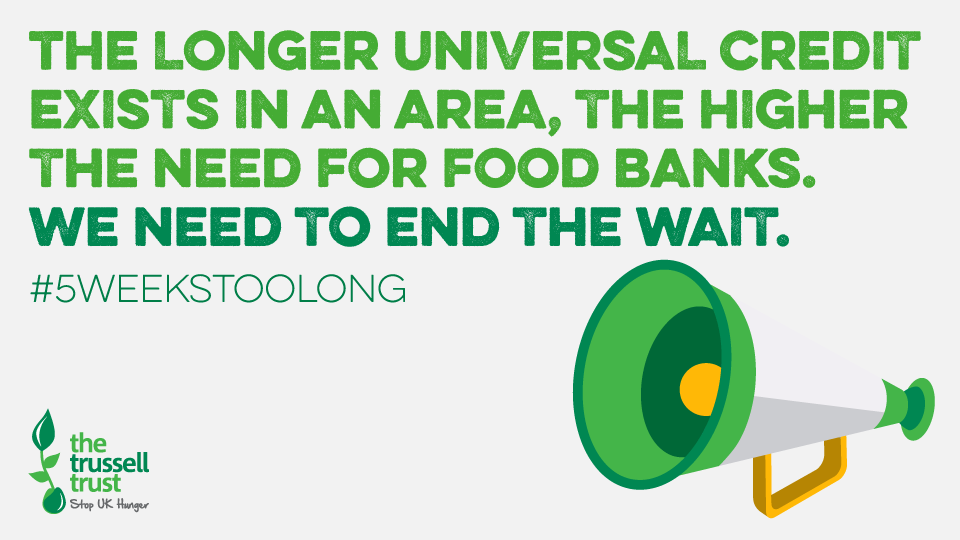 THE LONGER UNIVERSAL CREDIT
EXISTS IN AN AREA, THE HIGHER
THE NEED FOR FOOD BANKS.
WE NEED TO END THE WAIT.
#5WEEKSTOOLONG
the
trussell
trust
Stop UK Hunger